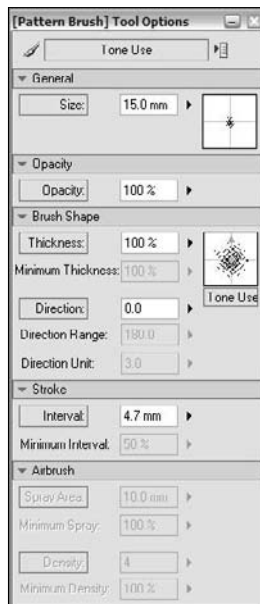 [Pattern Brush] Tool Options
Tone Use
General
Size: 15.0 mm
Opacity
Opacity: 100 %
Brush Shape
Thickness: 100 %
Minimum Thickness: 100 %
Tone Use
Direction: 0.0
Direction Range: 180.0
Direction Unit: 3.0
Stroke
Interval: 4.7 mm
Minimum Interval: 50 %
Airbrush
Spray Area: 10.0 mm
Minimum Spray: 100 %
Density: 4
Minimum Density: 100 %